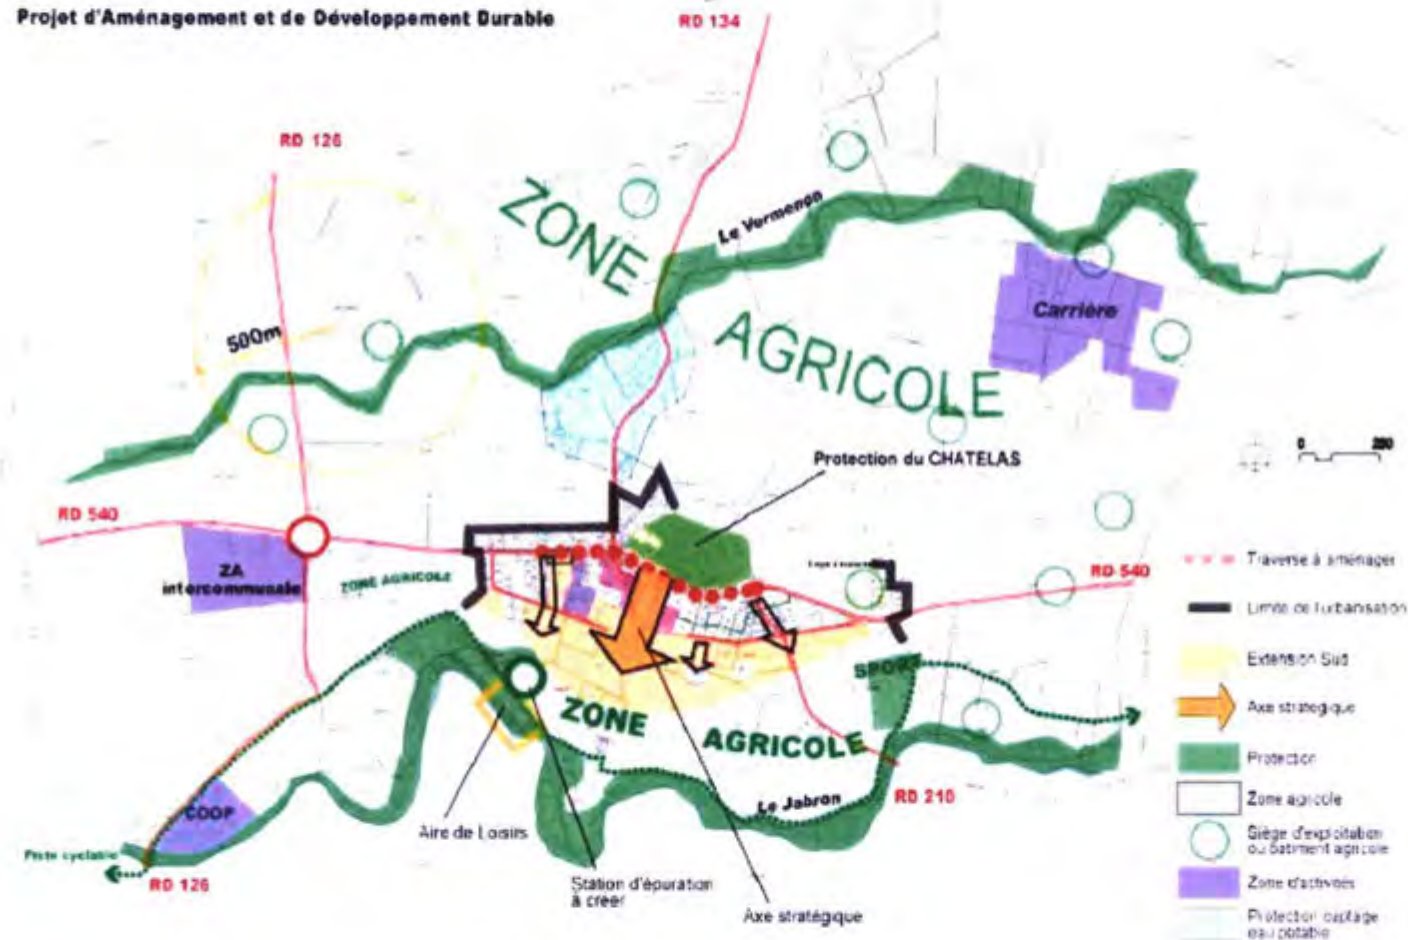 Projet d'Aménagement et de Développement Durable
RD 134
RD 126
ZONE
Le Vermenon
500m
AGRICOLE
Carrière
Protection du CHATELAS
0
RD 540
ZA
intercommunale
ZONE AGRICOLE
RD 540
Traverse à aménager
Limite de l'urbanisation
Extension Sud
SPORT
Axe stratégique
ZONE
AGRICOLE
Protection
Le Jabron
RD 210
Zone agricole
COOP
Aire de Loisirs
Siège d'exploitation
ou batiment agricole
Piste cyclable
RD 126
Station d'épuration
à créer
Axe stratégique
Zone d'activités
Protection captage
eau potable